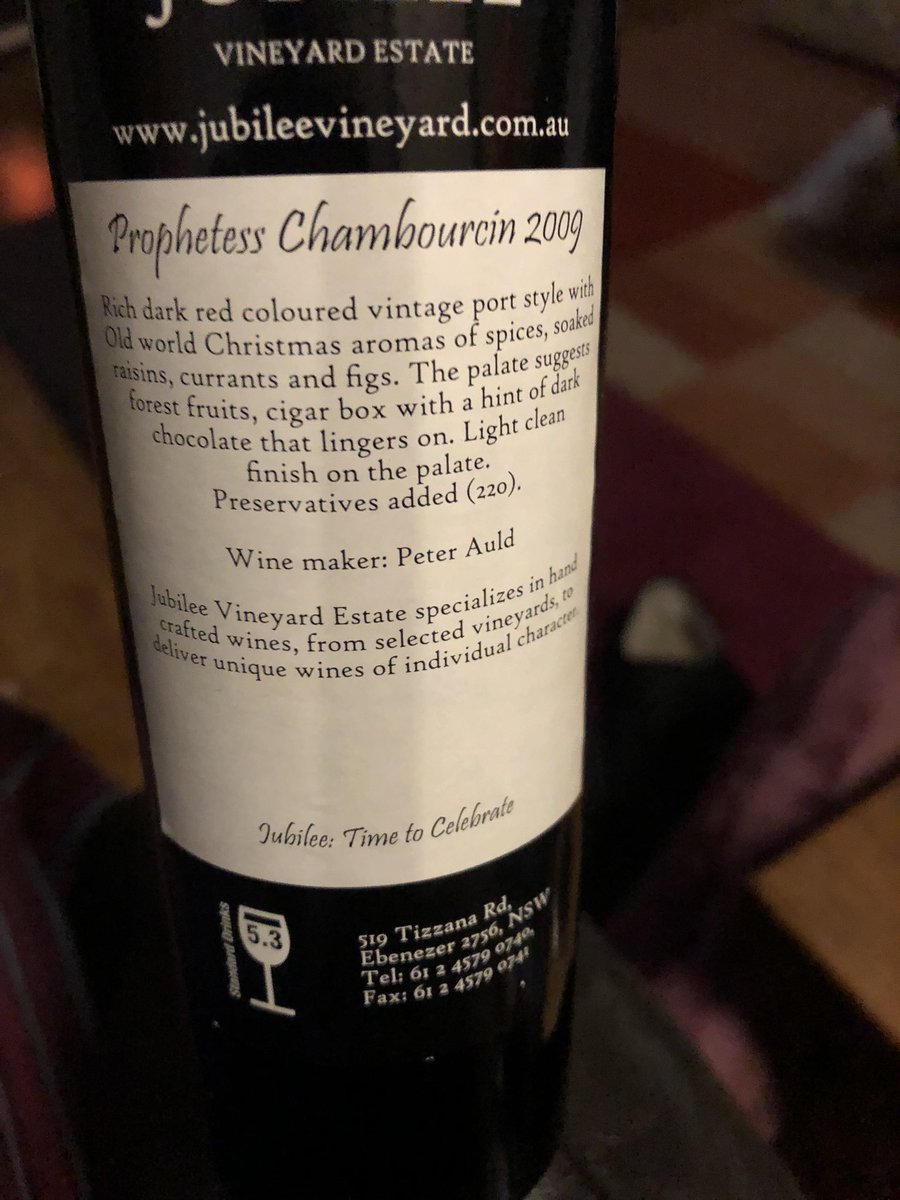 VINEYARD ESTATE
www.jubileevineyard.com.au
Prophetess Chambourcin 2009
Rich dark red coloured vintage port style with
Old world Christmas aromas of spices, soaked
raisins, currants and figs. The palate suggests
forest fruits, cigar box with a hint of dark
chocolate that lingers on. Light clean
finish on the palate.
Preservatives added (220).
Wine maker: Peter Auld
Jubilee Vineyard Estate specializes in hand
crafted wines, from selected vineyards, to
deliver unique wines of individual character.
Jubilee: Time to Celebrate
Standard Drinks
5.3
519 Tizzana Rd,
Ebenezer 2756, NSW
Tel: 61 2 4579 0740,
Fax: 61 2 4579 0741